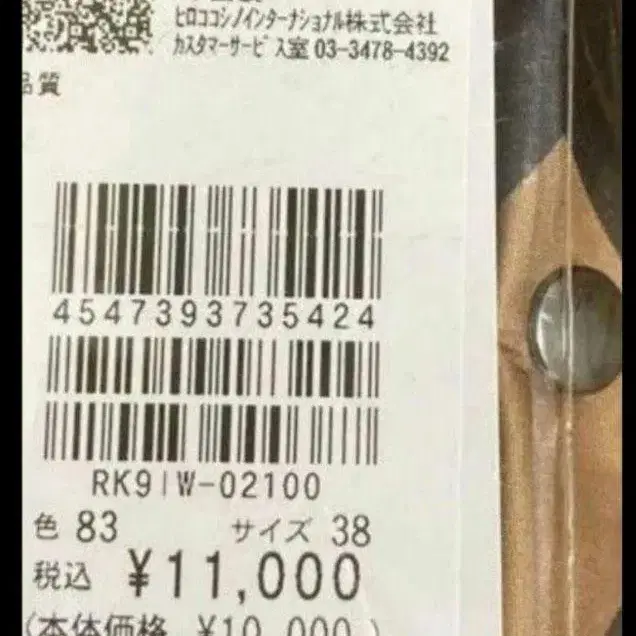 ヒロココシノインターナショナル株式会社
カスタマーサービス室 03-3478-4392
品質
4547393735424
RK9IW-02100
色 83 サイズ 38
税込 ¥11,000
(本体価格 ¥10,000)